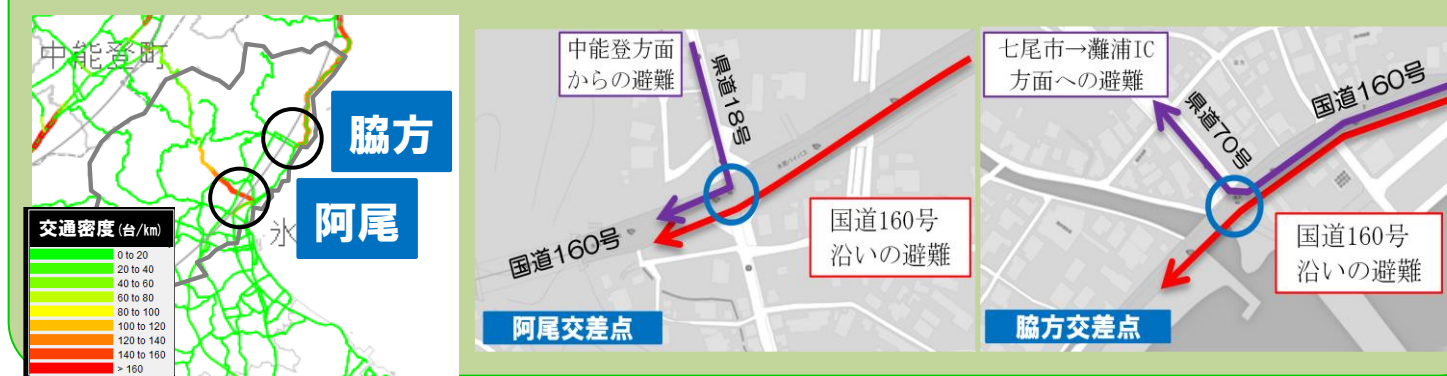 中能登町
脇方
阿尾
氷
交通密度(台/km)
0 to 20
20 to 40
40 to 60
60 to 80
80 to 100
100 to 120
120 to 140
140 to 160
> 160
中能登方面
からの避難
県道18号
国道160号
国道160号
沿いの避難
阿尾交差点
七尾市→灘浦IC
方面への避難
県道70号
国道160号
国道160号
沿いの避難
脇方交差点